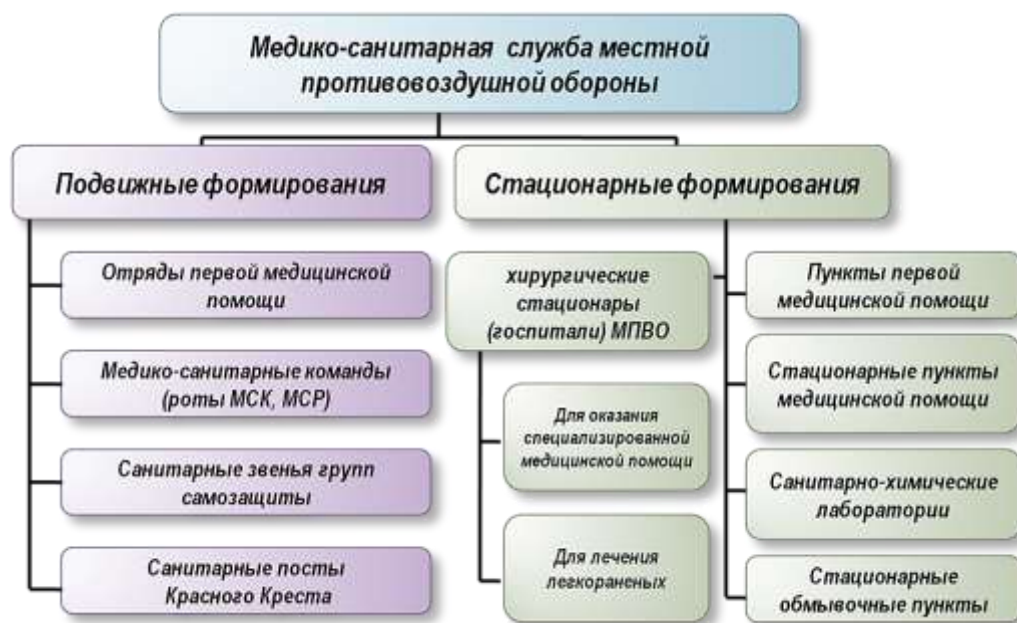 Медико-санитарная служба местной
противовоздушной обороны
Подвижные формирования
Стационарные формирования
Отряды первой медицинской
помощи
Медико-санитарные команды
(роты МСК, МСР)
Санитарные звенья групп
самозащиты
Санитарные посты
Красного Креста
хирургические
стационары
(госпитали) МПВО
Для оказания
специализированной
медицинской помощи
Для лечения
легкораненых
Пункты первой
медицинской помощи
Стационарные пункты
медицинской помощи
Санитарно-химические
лаборатории
Стационарные
обмывочные пункты